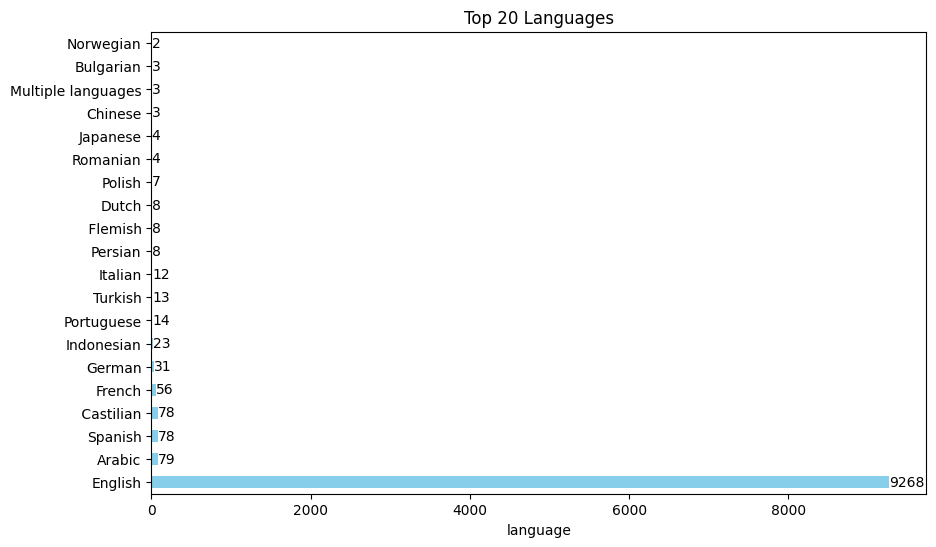 Top 20 Languages
Norwegian 2
Bulgarian 3
Multiple languages 3
Chinese 3
Japanese 4
Romanian 4
Polish 7
Dutch 8
Flemish 8
Persian 8
Italian 12
Turkish 13
Portuguese 14
Indonesian 23
German 31
French 56
Castilian 78
Spanish 78
Arabic 79
English 9268
0 2000 4000 6000 8000
language